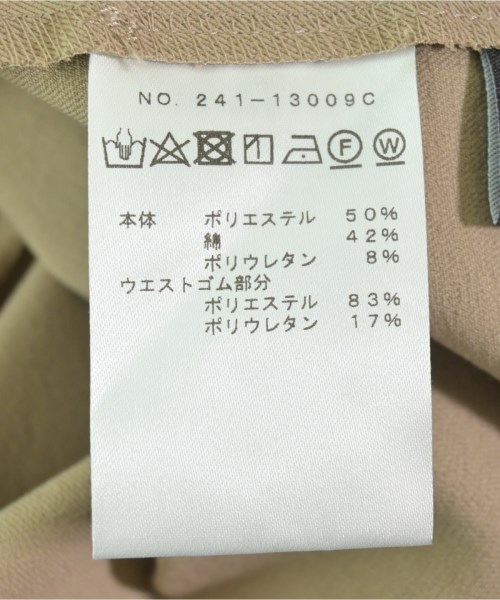 NO. 241-13009C
F W
本体 ポリエステル 50%
綿 42%
ポリウレタン 8%
ウエストゴム部分
ポリエステル 83%
ポリウレタン 17%